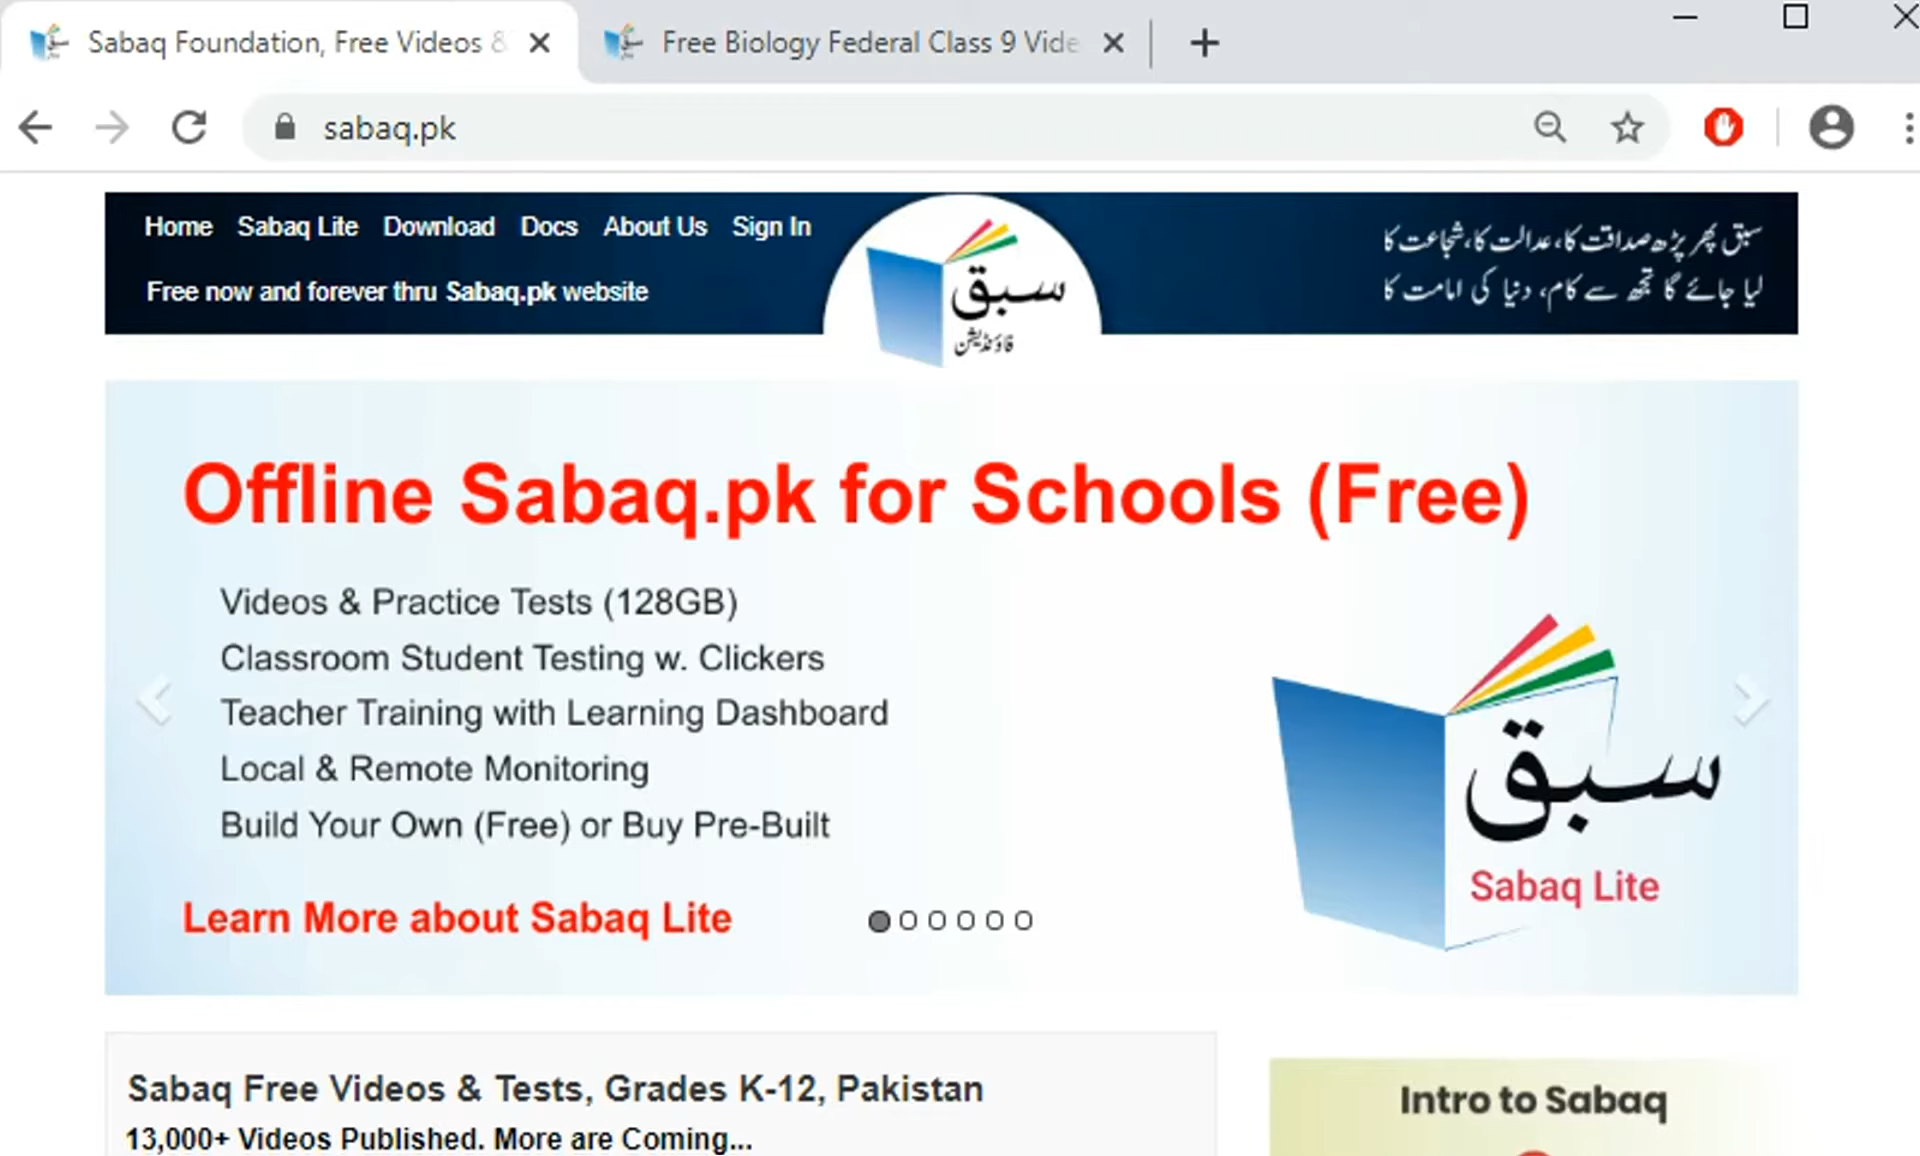 Sabaq Foundation, Free Videos &
Free Biology Federal Class 9 Vide
sabaq.pk
Home Sabaq Lite Download Docs About Us Sign In
Free now and forever thru Sabaq.pk website
سبق
فاؤنڈیشن
سبق پھر پڑھ صداقت کا، عدالت کا، شجاعت کا
لیا جائے گا تجھ سے کام، دنیا کی امامت کا
Offline Sabaq.pk for Schools (Free)
Videos & Practice Tests (128GB)
Classroom Student Testing w. Clickers
Teacher Training with Learning Dashboard
Local & Remote Monitoring
Build Your Own (Free) or Buy Pre-Built
Learn More about Sabaq Lite
سبق
Sabaq Lite
Sabaq Free Videos & Tests, Grades K-12, Pakistan
13,000+ Videos Published. More are Coming...
Intro to Sabaq